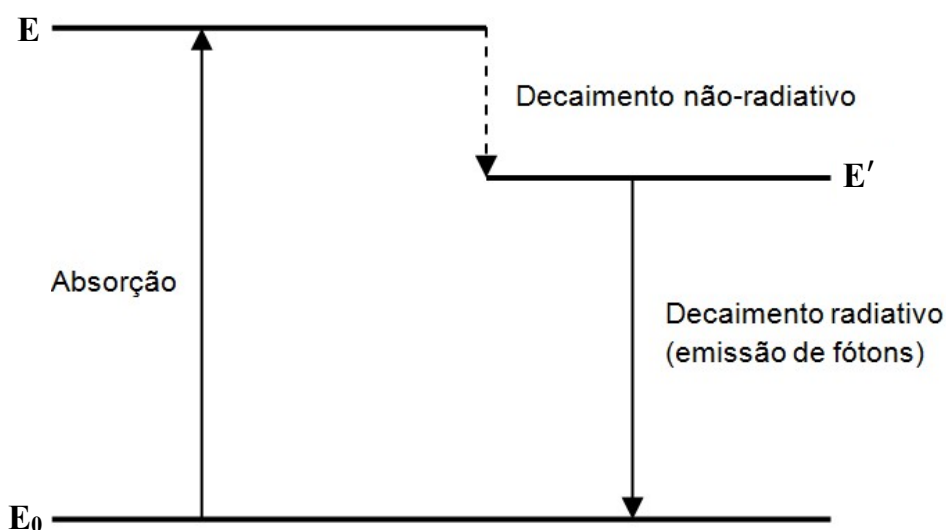 E
Decaimento não-radiativo
E′
Absorção
Decaimento radiativo
(emissão de fótons)
E₀